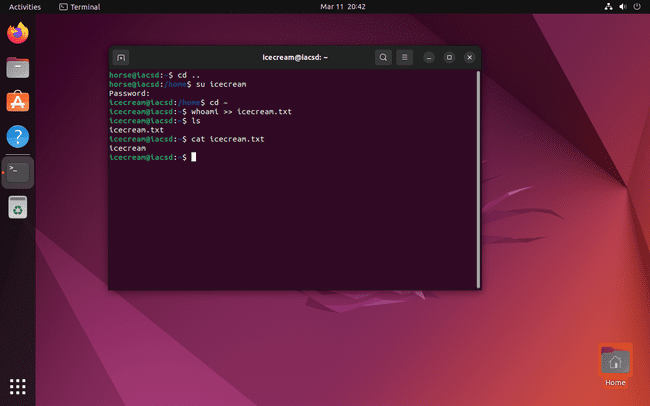 Activities
Terminal
Mar 11 20:42
icecream@iacsd: ~
horse@iacsd:~$ cd ..
horse@iacsd:/home$ su icecream
Password:
icecream@iacsd:/home$ cd ~
icecream@iacsd:~$ whoami >> icecream.txt
icecream@iacsd:~$ ls
icecream.txt
icecream@iacsd:~$ cat icecream.txt
icecream
icecream@iacsd:~$
Home